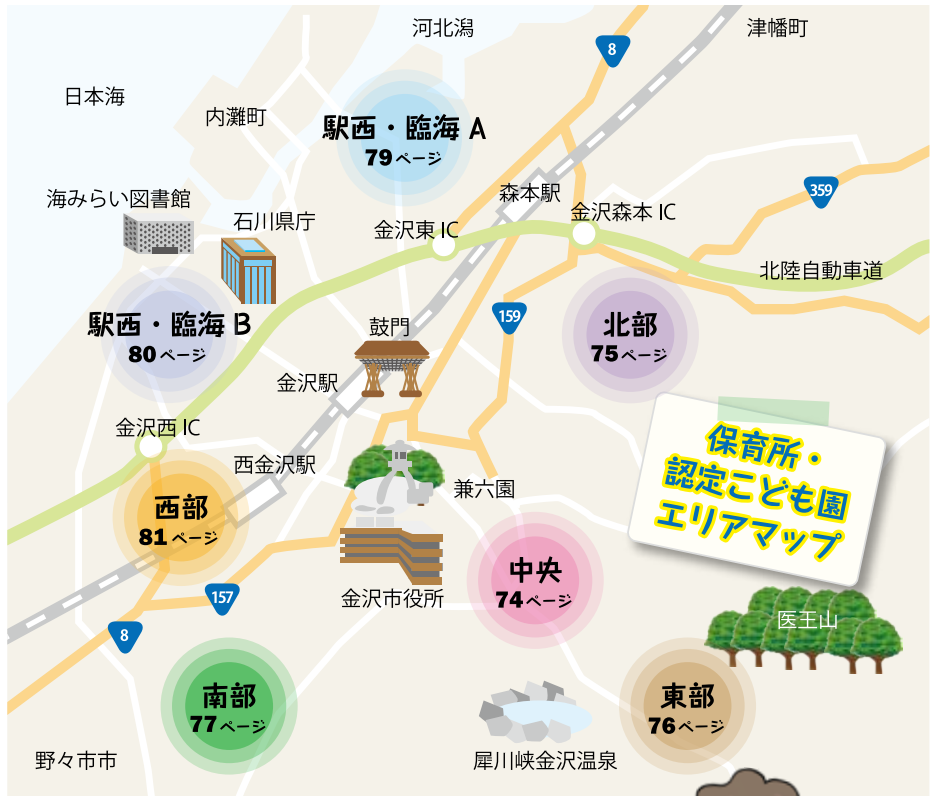 河北潟
津幡町
8
日本海
内灘町
駅西・臨海 A
79ページ
森本駅
359
海みらい図書館
石川県庁
金沢東 IC
金沢森本 IC
北陸自動車道
駅西・臨海 B
80ページ
鼓門
159
北部
75ページ
金沢駅
金沢西 IC
保育所・
認定こども園
エリアマップ
西金沢駅
兼六園
西部
81ページ
中央
74ページ
157
金沢市役所
8
医王山
南部
77ページ
東部
76ページ
野々市市
犀川峡金沢温泉